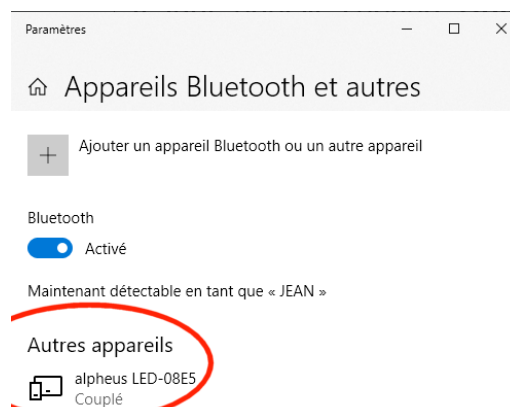 Paramètres
Appareils Bluetooth et autres
Ajouter un appareil Bluetooth ou un autre appareil
Bluetooth
Activé
Maintenant détectable en tant que « JEAN »
Autres appareils
alpheus LED-08E5
Couplé